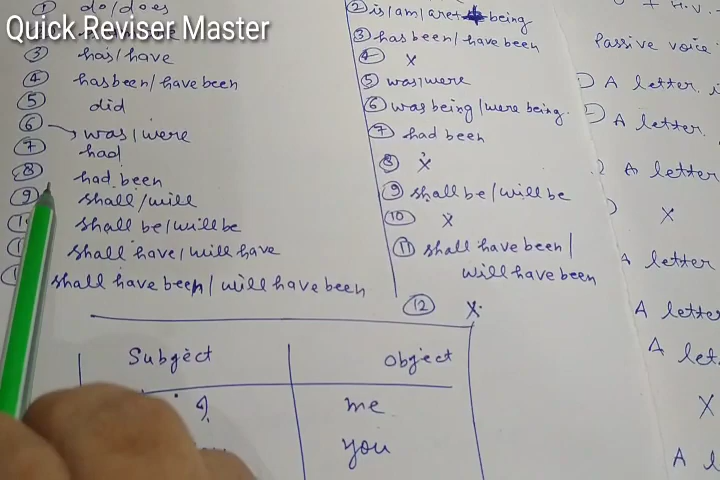 ① do/does
Quick Reviser Master
③ has/have
④ has been/have been
⑤ did
⑥ → was/were
⑦ had
⑧ had been
⑨ shall/will
shall be/will be
shall have/will have
shall have been/will have been
② is/am/are+ being
③ has been/have been
④ X
⑤ was/were
⑥ was being/were being.
⑦ had been
⑧ X
⑨ shall be/will be
⑩ X
⑪ shall have been/
will have been
⑫ X.
Subject Object
I me
you
+ H.V.
Passive voice:
A letter
A letter
A letter
X
A letter
A letter
A let
X
A l